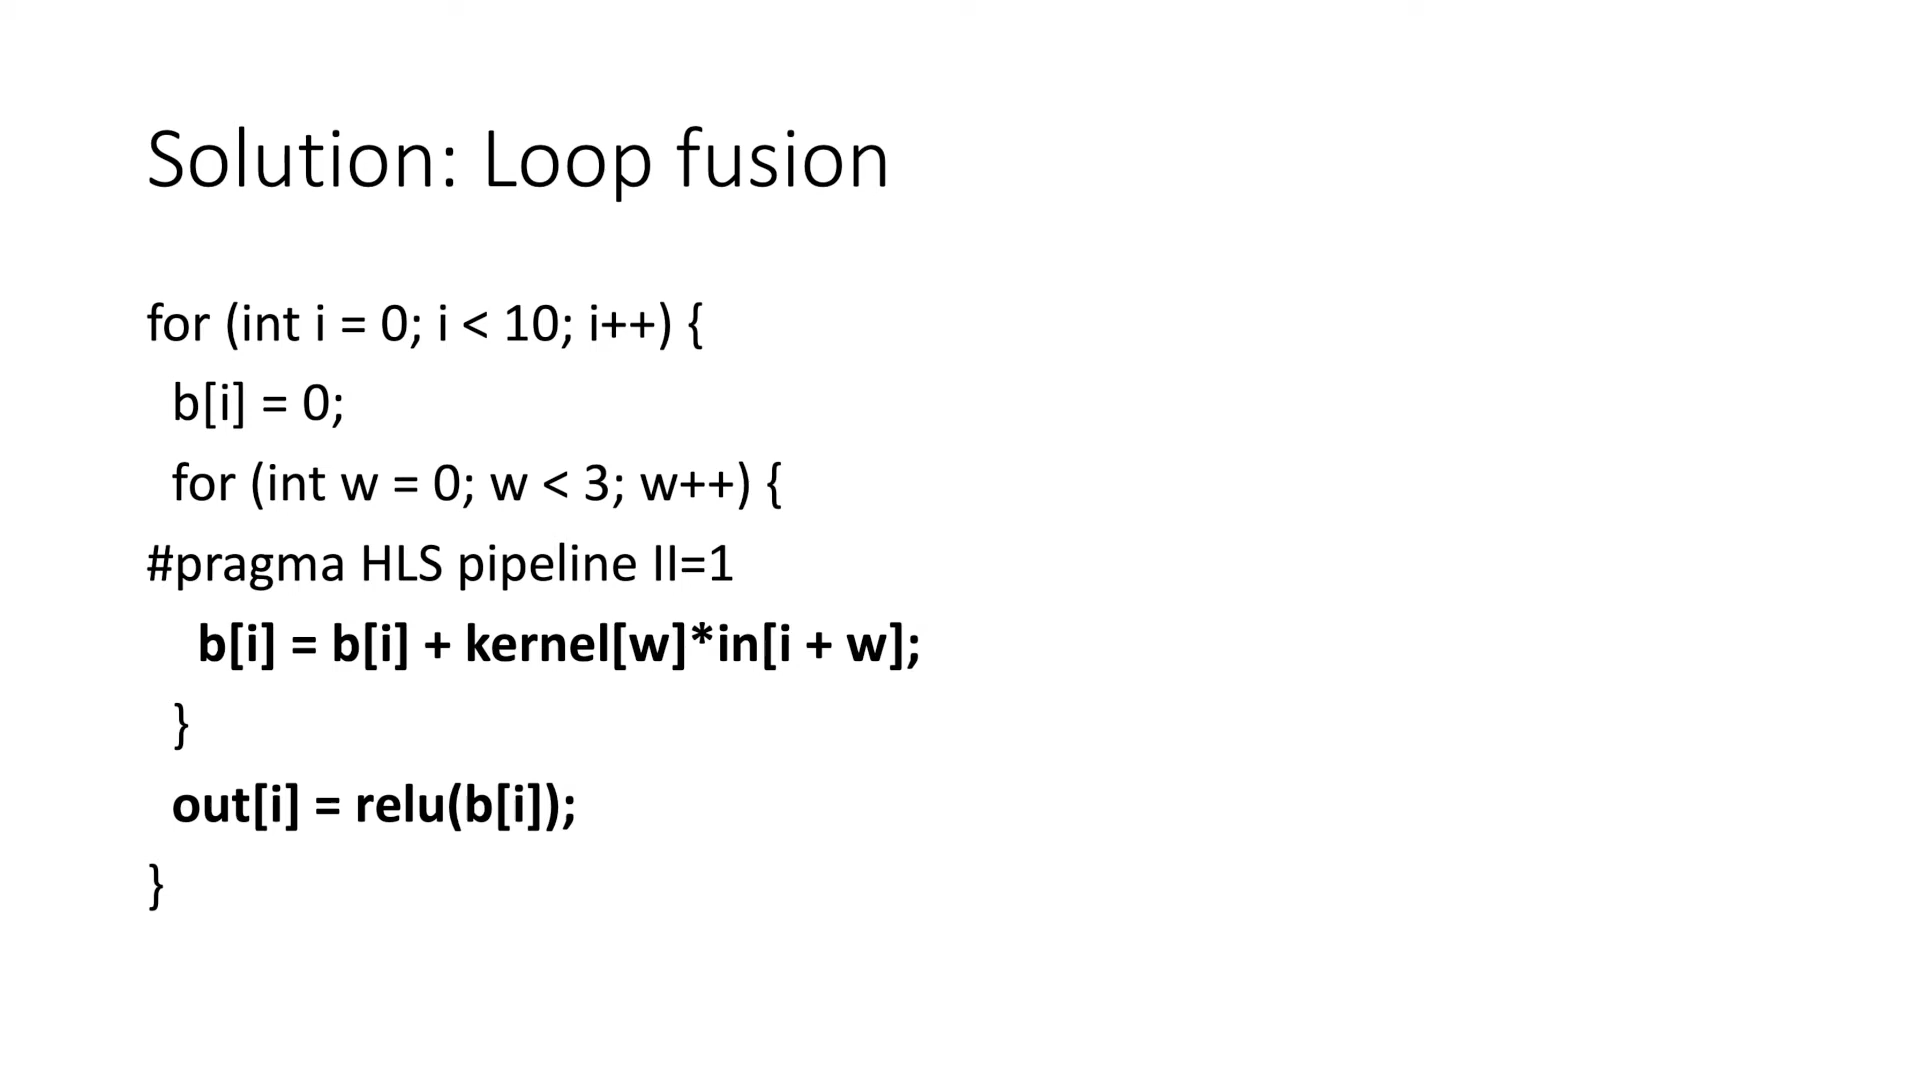 Solution: Loop fusion
for (int i = 0; i < 10; i++) {
b[i] = 0;
for (int w = 0; w < 3; w++) {
#pragma HLS pipeline II=1
b[i] = b[i] + kernel[w]*in[i + w];
}
out[i] = relu(b[i]);
}